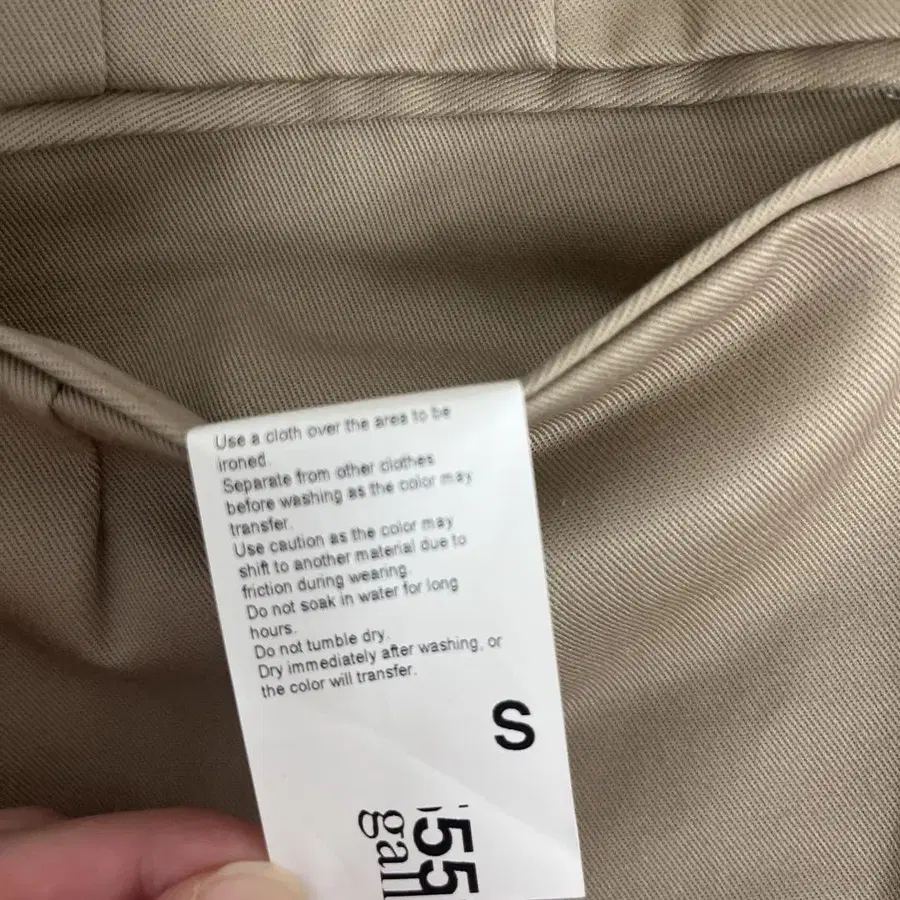 Use a cloth over the area to be
ironed.
Separate from other clothes
before washing as the color may
transfer.
Use caution as the color may
shift to another material due to
friction during wearing.
Do not soak in water for long
hours.
Do not tumble dry.
Dry immediately after washing, or
the color will transfer.
S
55